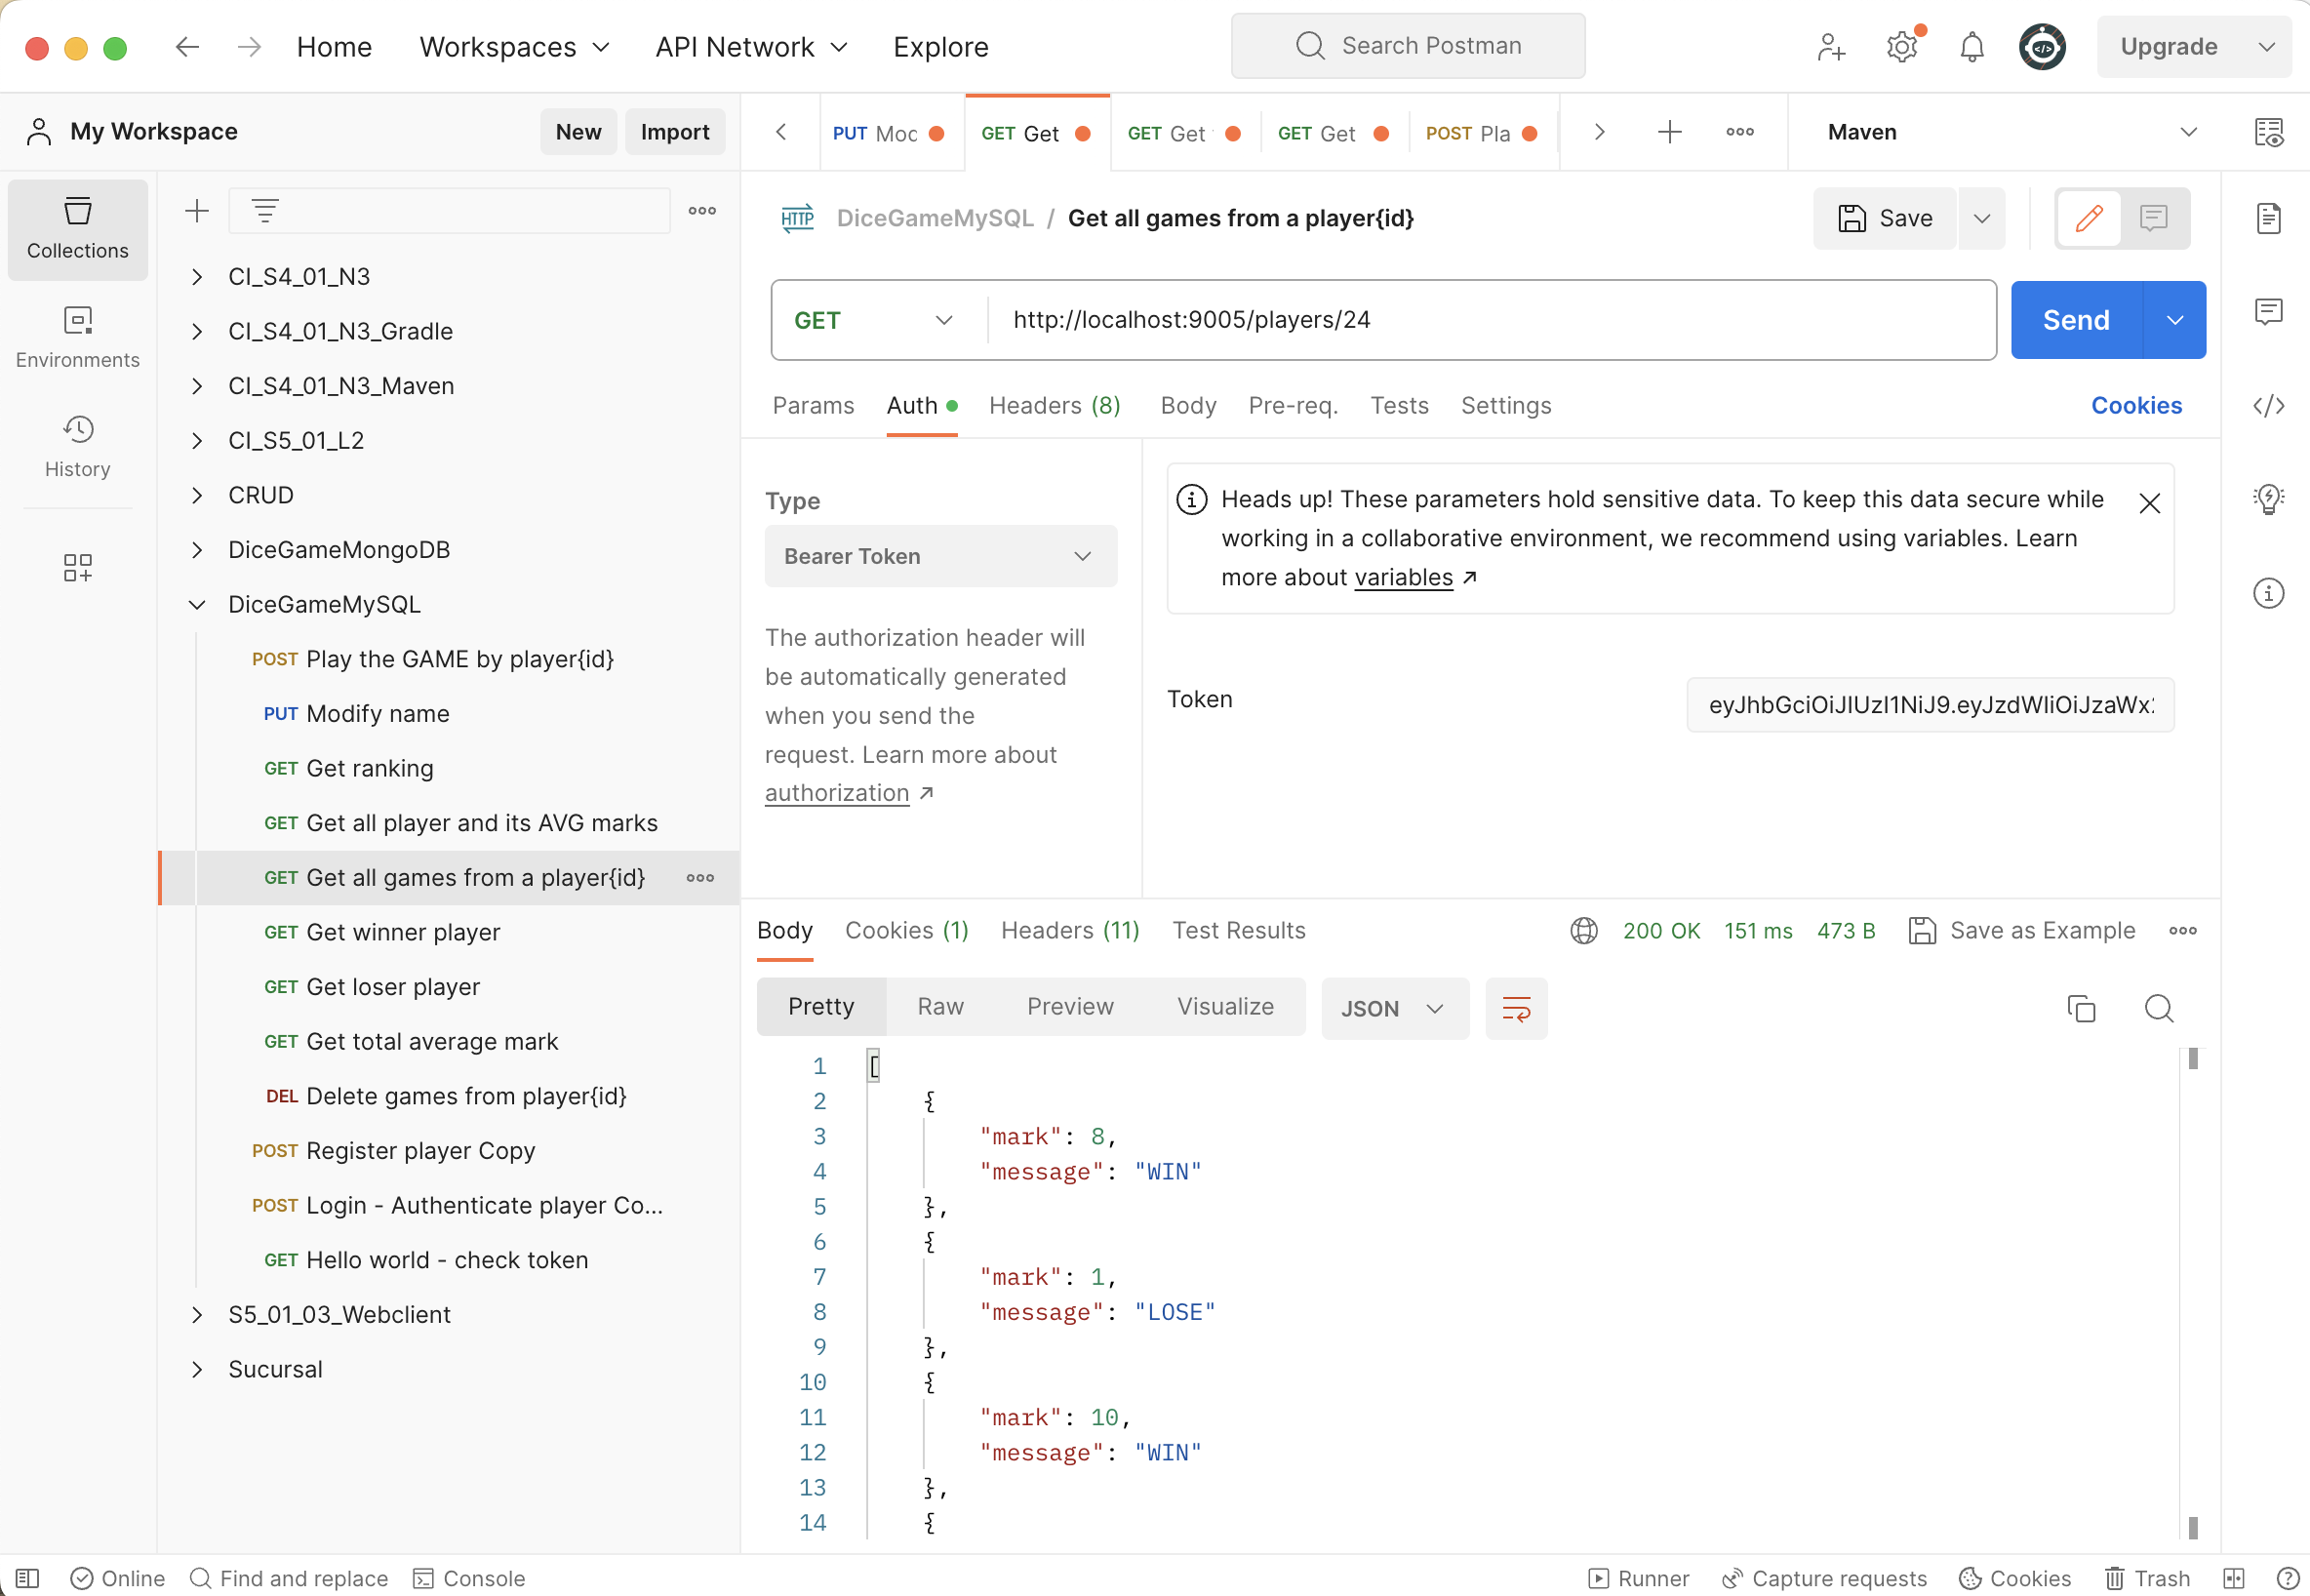 Home
Workspaces
API Network
Explore
Search Postman
Upgrade
My Workspace
New
Import
PUT Moc
GET Get
GET Get
GET Get
POST Pla
Maven
Collections
Environments
History
CI_S4_01_N3
CI_S4_01_N3_Gradle
CI_S4_01_N3_Maven
CI_S5_01_L2
CRUD
DiceGameMongoDB
DiceGameMySQL
POST Play the GAME by player{id}
PUT Modify name
GET Get ranking
GET Get all player and its AVG marks
GET Get all games from a player{id}
GET Get winner player
GET Get loser player
GET Get total average mark
DEL Delete games from player{id}
POST Register player Copy
POST Login - Authenticate player Co...
GET Hello world - check token
S5_01_03_Webclient
Sucursal
HTTP DiceGameMySQL / Get all games from a player{id}
Save
GET
http://localhost:9005/players/24
Send
Params
Auth
Headers (8)
Body
Pre-req.
Tests
Settings
Cookies
Type
Bearer Token
The authorization header will
be automatically generated
when you send the
request. Learn more about
authorization ↗
Heads up! These parameters hold sensitive data. To keep this data secure while
working in a collaborative environment, we recommend using variables. Learn
more about variables ↗
Token
eyJhbGciOiJIUzI1NiJ9.eyJzdWIiOiJzaWx
Body
Cookies (1)
Headers (11)
Test Results
200 OK
151 ms
473 B
Save as Example
Pretty
Raw
Preview
Visualize
JSON
1 [
2 {
3 "mark": 8,
4 "message": "WIN"
5 },
6 {
7 "mark": 1,
8 "message": "LOSE"
9 },
10 {
11 "mark": 10,
12 "message": "WIN"
13 },
14 {
Online
Find and replace
Console
Runner
Capture requests
Cookies
Trash